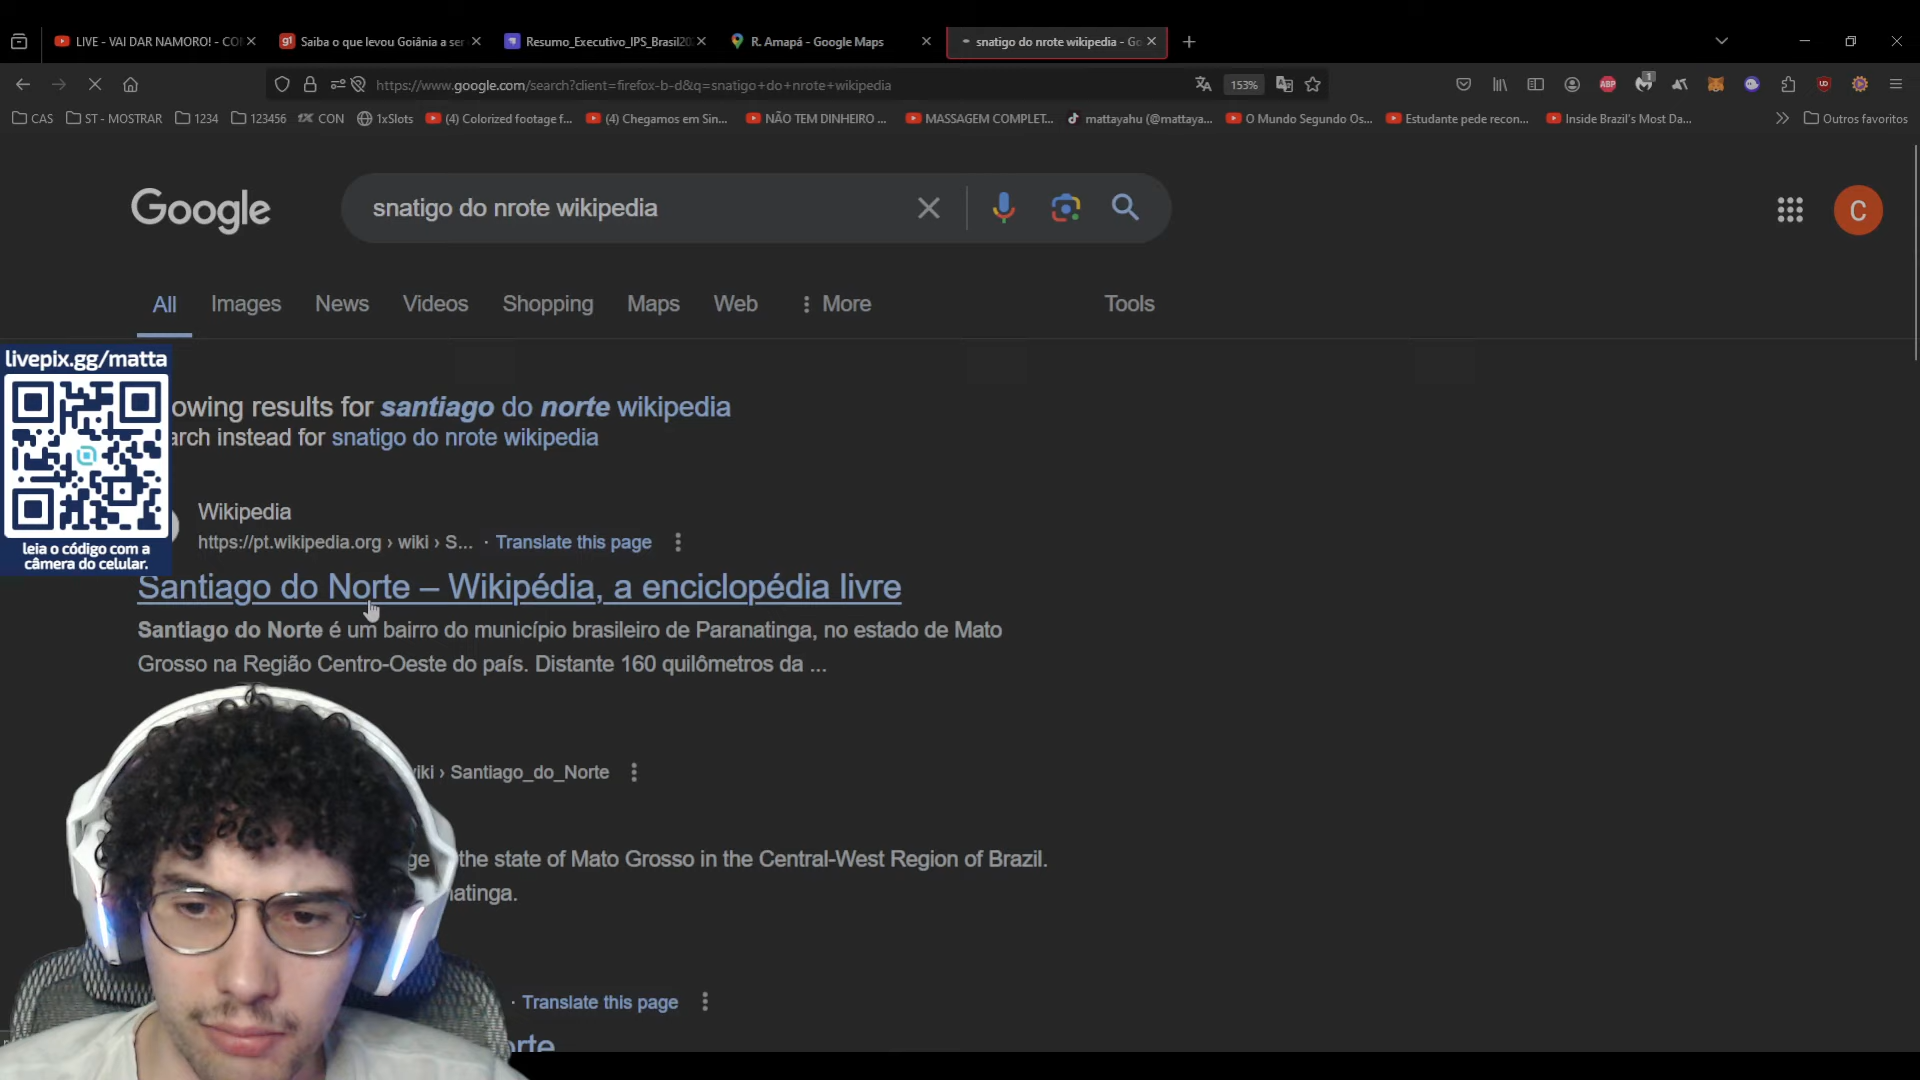 LIVE - VAI DAR NAMORO! - CO
Saiba o que levou Goiânia a ser
Resumo_Executivo_IPS_Brasil20
R. Amapá - Google Maps
snatigo do nrote wikipedia - Go
https://www.google.com/search?client=firefox-b-d&q=snatigo+do+nrote+wikipedia
153%
ABP
1
CAS
ST - MOSTRAR
1234
123456
1X CON
1xSlots
(4) Colorized footage f...
(4) Chegamos em Sin...
NÃO TEM DINHEIRO ...
MASSAGEM COMPLET...
mattayahu (@mattaya...
O Mundo Segundo Os...
Estudante pede recon...
Inside Brazil's Most Da...
Outros favoritos
Google
snatigo do nrote wikipedia
C
All
Images
News
Videos
Shopping
Maps
Web
More
Tools
livepix.gg/matta
leia o código com a
câmera do celular.
owing results for santiago do norte wikipedia
arch instead for snatigo do nrote wikipedia
Wikipedia
https://pt.wikipedia.org › wiki › S... · Translate this page
Santiago do Norte – Wikipédia, a enciclopédia livre
Santiago do Norte é um bairro do município brasileiro de Paranatinga, no estado de Mato
Grosso na Região Centro-Oeste do país. Distante 160 quilômetros da ...
wiki › Santiago_do_Norte
the state of Mato Grosso in the Central-West Region of Brazil.
natinga.
· Translate this page
orte